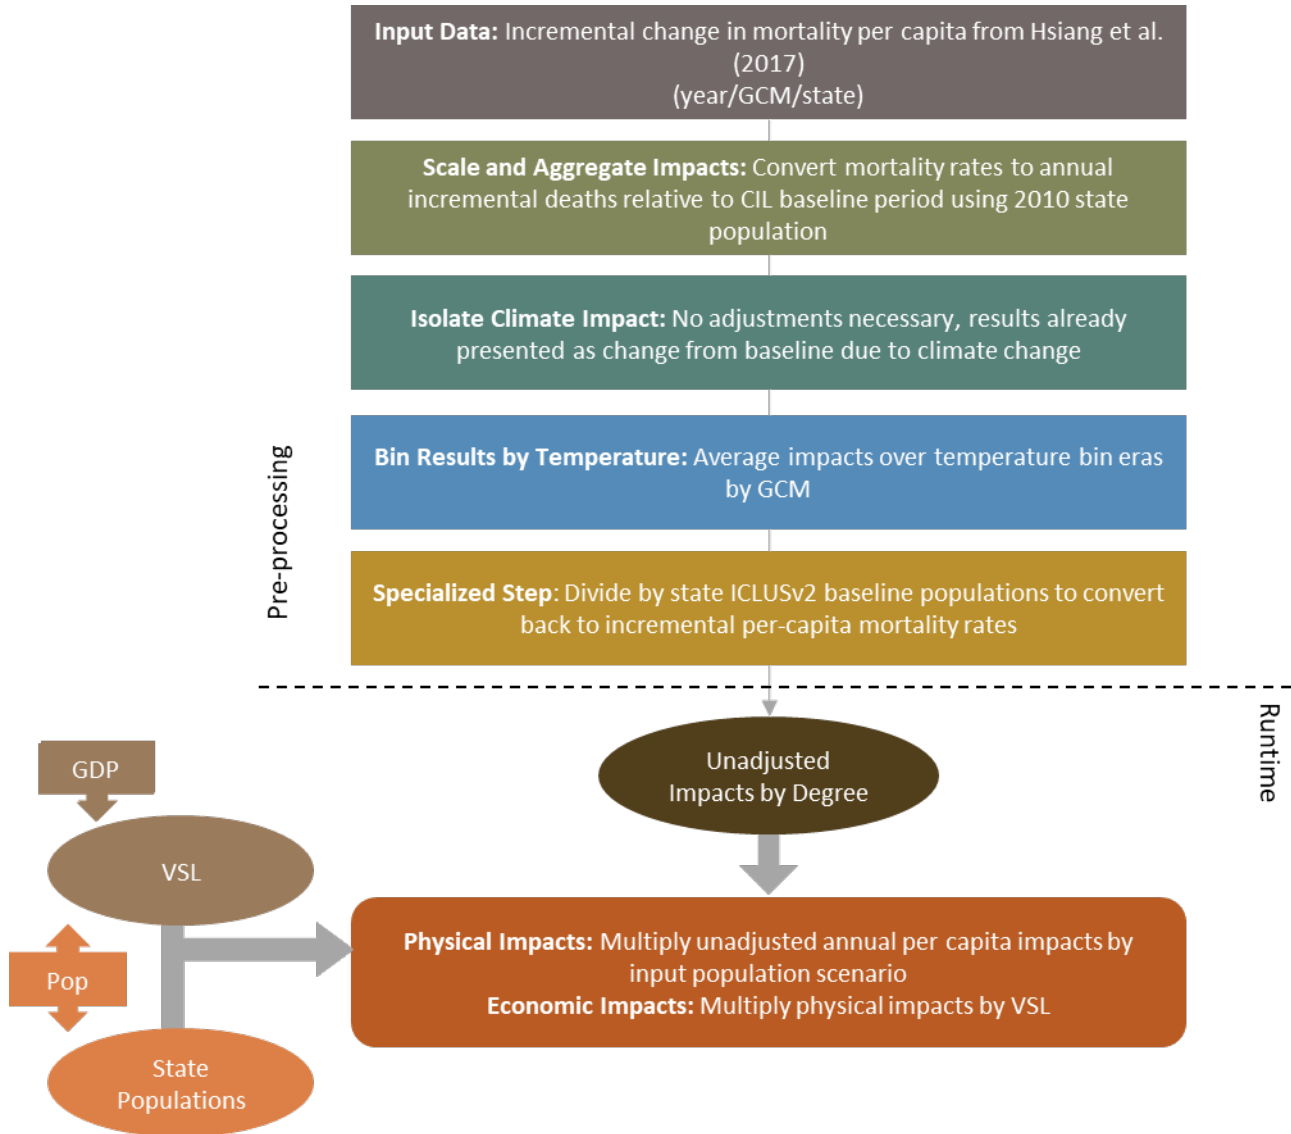 Input Data: Incremental change in mortality per capita from Hsiang et al.
(2017)
(year/GCM/state)
Scale and Aggregate Impacts: Convert mortality rates to annual
incremental deaths relative to CIL baseline period using 2010 state
population
Isolate Climate Impact: No adjustments necessary, results already
presented as change from baseline due to climate change
Bin Results by Temperature: Average impacts over temperature bin eras
by GCM
Specialized Step: Divide by state ICLUSv2 baseline populations to convert
back to incremental per-capita mortality rates
Pre-processing
Runtime
Unadjusted
Impacts by Degree
GDP
VSL
Pop
State
Populations
Physical Impacts: Multiply unadjusted annual per capita impacts by
input population scenario
Economic Impacts: Multiply physical impacts by VSL